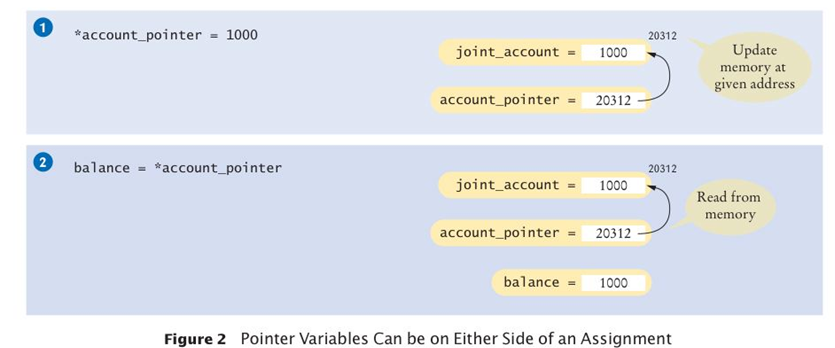 1
*account_pointer = 1000
20312
joint_account = 1000
account_pointer = 20312
Update
memory at
given address
2
balance = *account_pointer
20312
joint_account = 1000
account_pointer = 20312
balance = 1000
Read from
memory
Figure 2 Pointer Variables Can be on Either Side of an Assignment